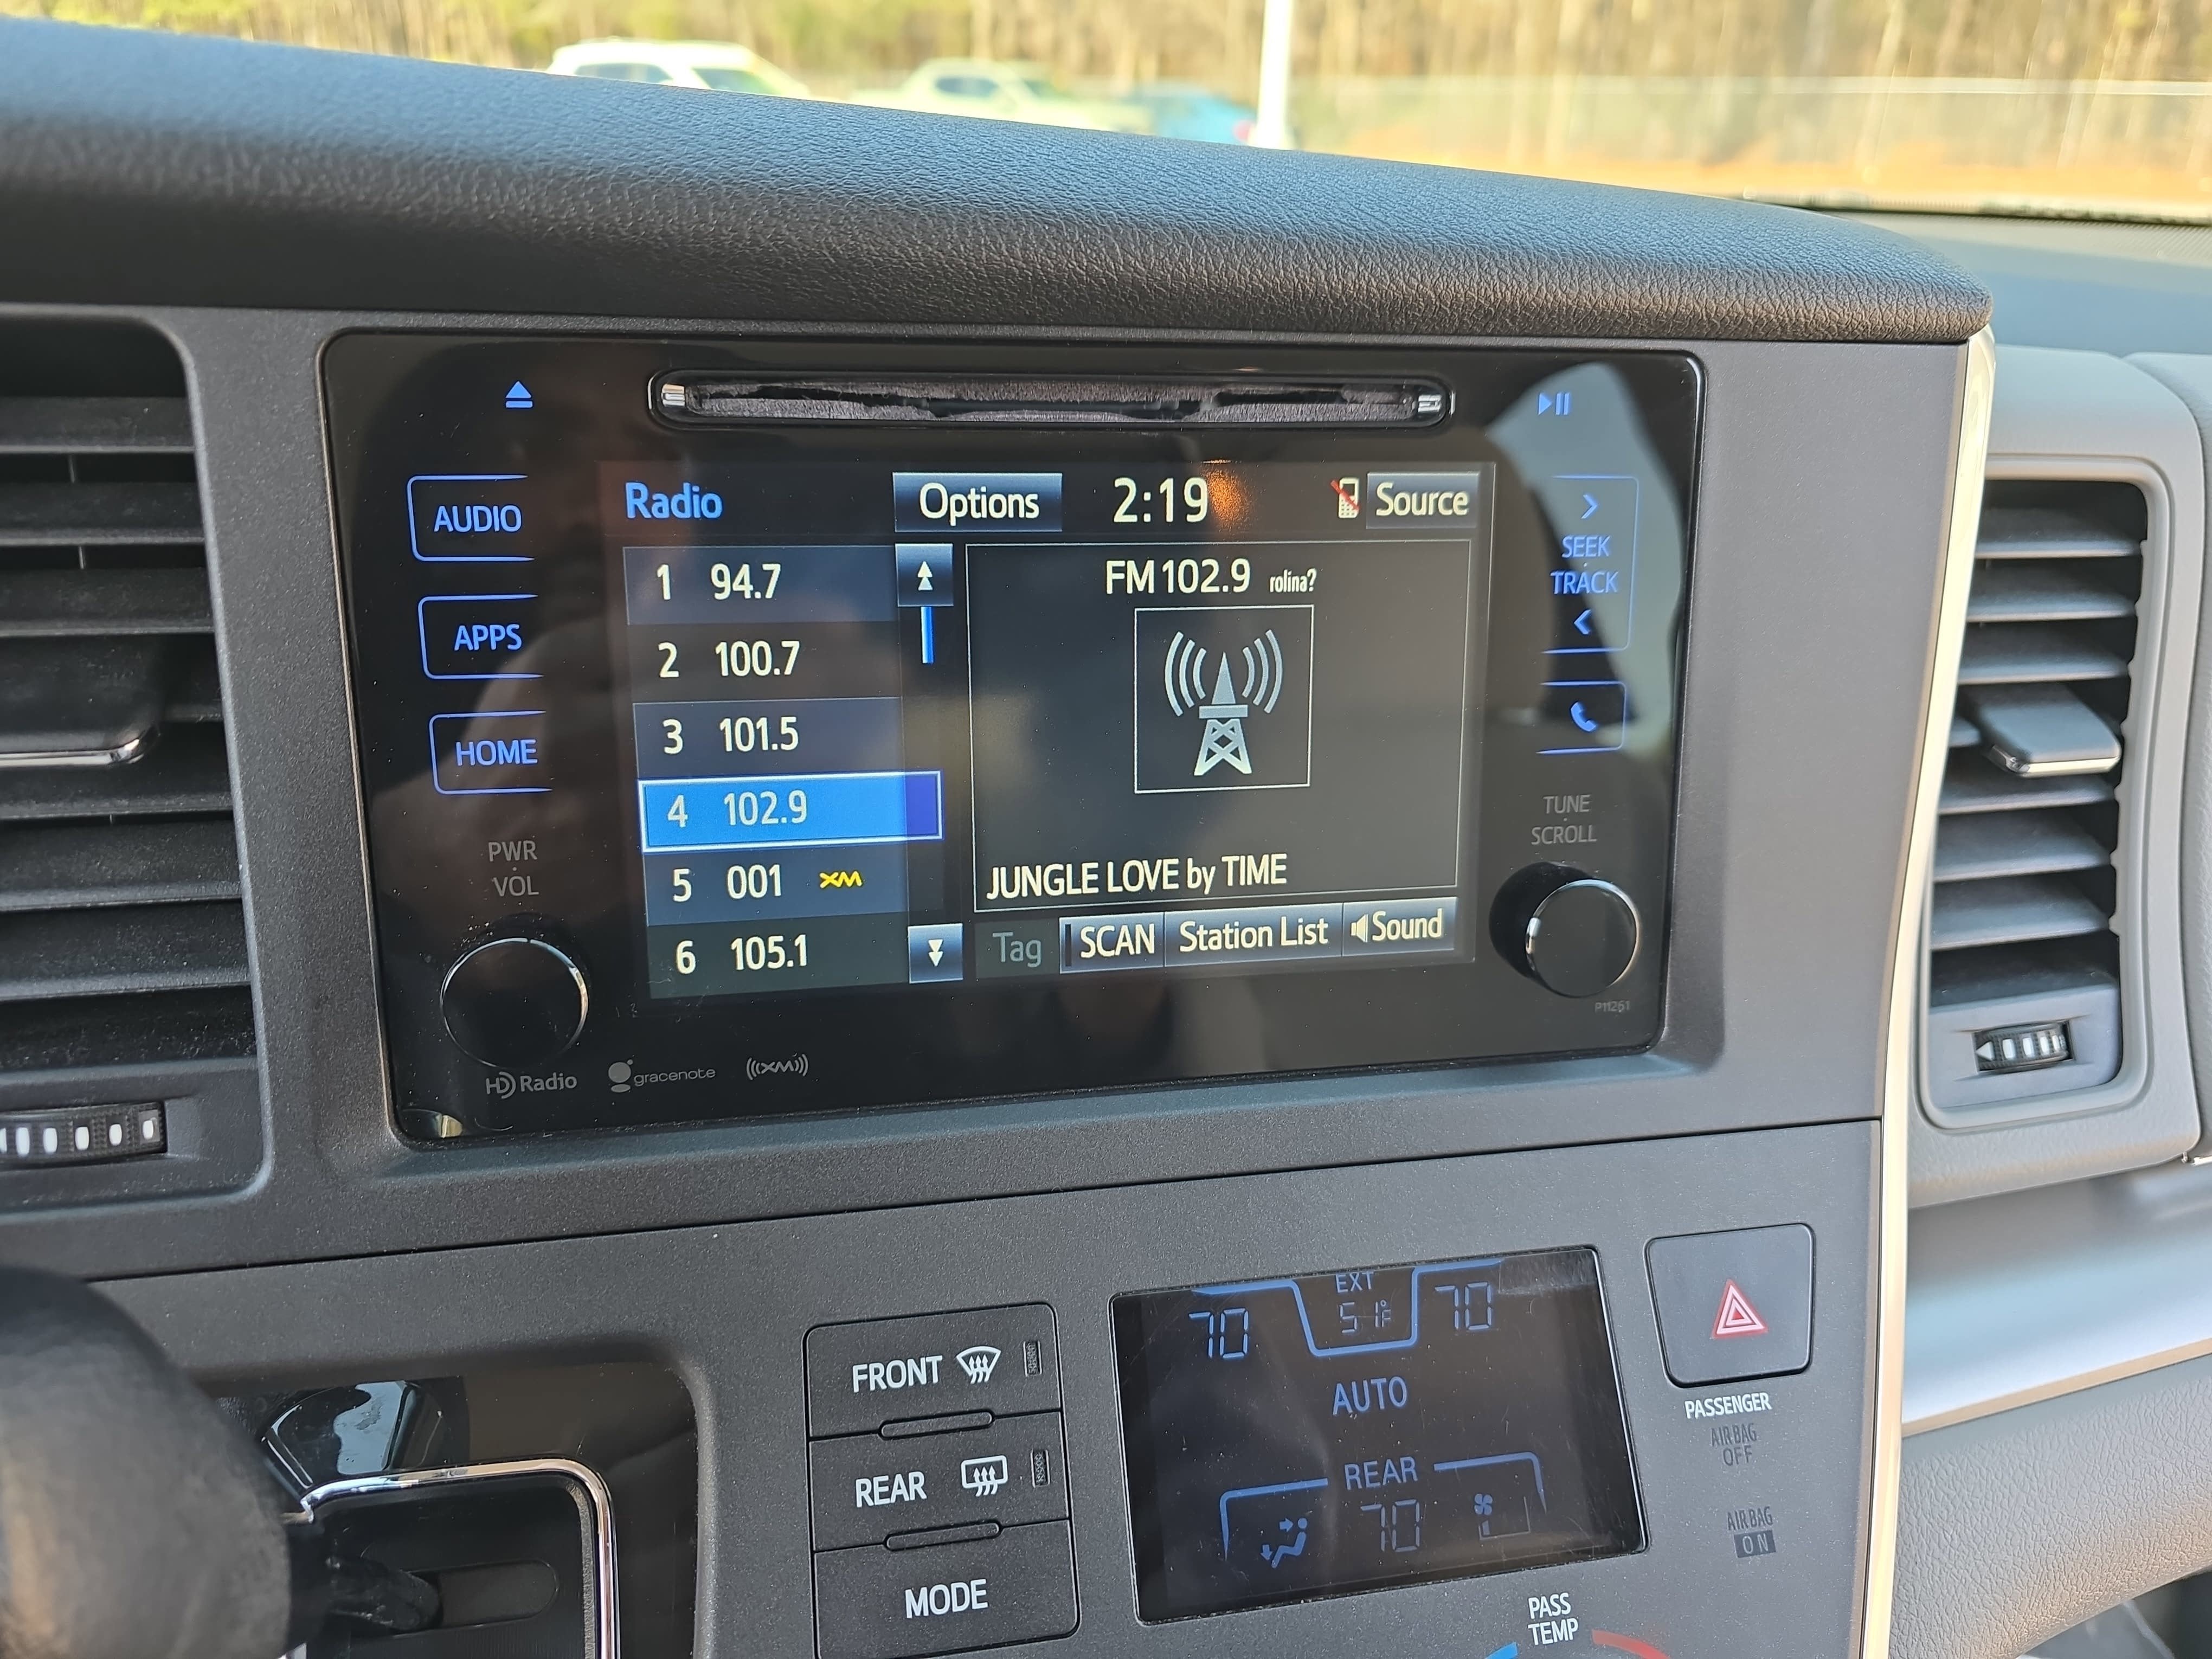 AUDIO
APPS
HOME
PWR
VOL
Radio
Options
2:19
Source
1 94.7
2 100.7
3 101.5
4 102.9
5 001 XM
6 105.1
FM 102.9 rolina?
JUNGLE LOVE by TIME
Tag
SCAN
Station List
Sound
SEEK
TRACK
TUNE
SCROLL
P11261
HD Radio
gracenote
((XM))
FRONT
REAR
MODE
70
EXT
51°F
70
AUTO
REAR
70
PASSENGER
AIR BAG
OFF
AIR BAG
ON
PASS
TEMP